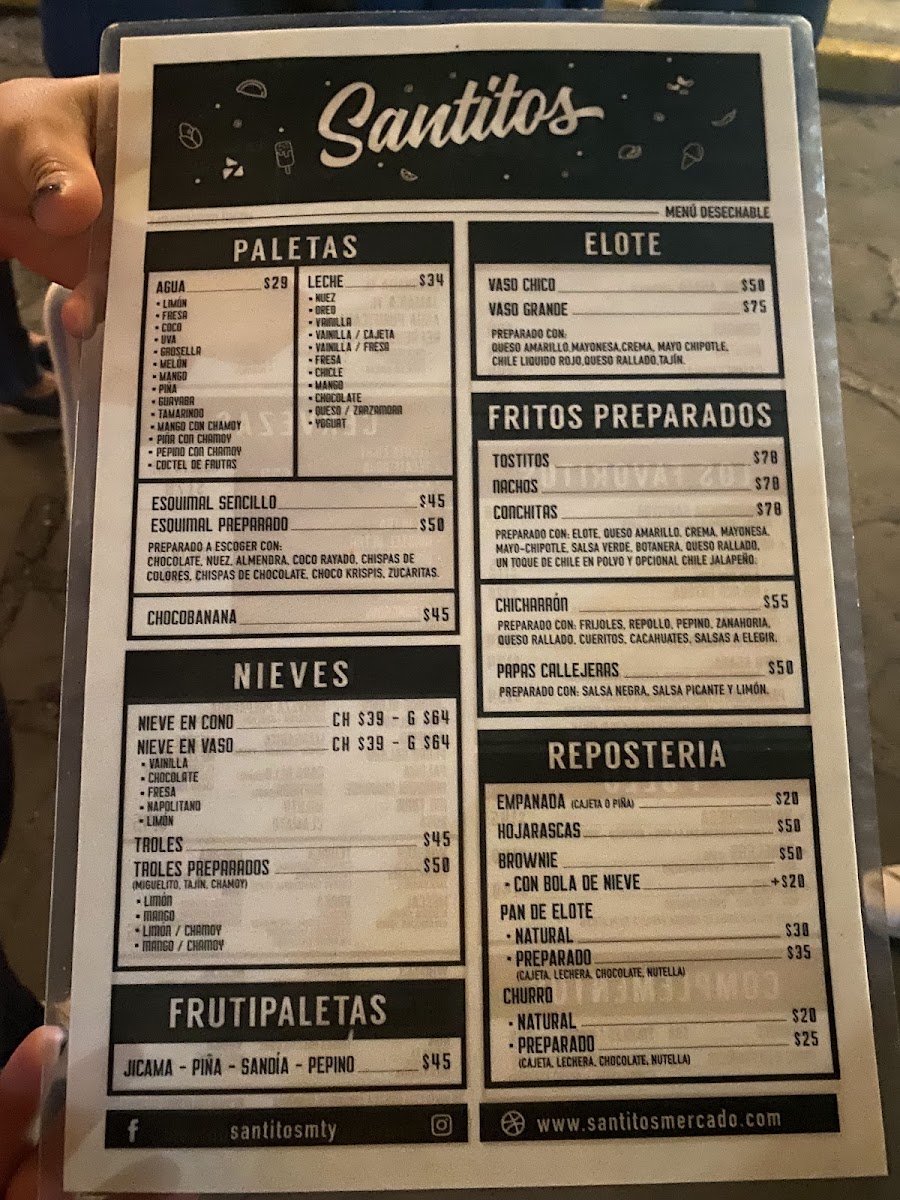 Santitos
MENÚ DESECHABLE
PALETAS
AGUA $29
• LIMÓN
• FRESA
• COCO
• UVA
• GROSELLA
• MELÓN
• MANGO
• PIÑA
• GUAYABA
• TAMARINDO
• MANGO CON CHAMOY
• PIÑA CON CHAMOY
• PEPINO CON CHAMOY
• COCTEL DE FRUTAS
LECHE $34
• NUEZ
• OREO
• VAINILLA
• VAINILLA / CAJETA
• VAINILLA / FRESA
• FRESA
• CHICLE
• MANGO
• CHOCOLATE
• QUESO / ZARZAMORA
• YOGURT
ESQUIMAL SENCILLO $45
ESQUIMAL PREPARADO $50
PREPARADO A ESCOGER CON:
CHOCOLATE, NUEZ, ALMENDRA, COCO RAYADO, CHISPAS DE
COLORES, CHISPAS DE CHOCOLATE, CHOCO KRISPIS, ZUCARITAS.
CHOCOBANANA $45
NIEVES
NIEVE EN CONO CH $39 - G $64
NIEVE EN VASO CH $39 - G $64
• VAINILLA
• CHOCOLATE
• FRESA
• NAPOLITANO
• LIMÓN
TROLES $45
TROLES PREPARADOS $50
(MIGUELITO, TAJÍN, CHAMOY)
• LIMÓN
• MANGO
• LIMÓN / CHAMOY
• MANGO / CHAMOY
FRUTIPALETAS
JICAMA - PIÑA - SANDÍA - PEPINO $45
santitosmty
ELOTE
VASO CHICO $50
VASO GRANDE $75
PREPARADO CON:
QUESO AMARILLO,MAYONESA,CREMA, MAYO CHIPOTLE,
CHILE LIQUIDO ROJO,QUESO RALLADO,TAJÍN.
FRITOS PREPARADOS
TOSTITOS $78
NACHOS $78
CONCHITAS $78
PREPARADO CON: ELOTE, QUESO AMARILLO, CREMA, MAYONESA,
MAYO-CHIPOTLE, SALSA VERDE, BOTANERA, QUESO RALLADO,
UN TOQUE DE CHILE EN POLVO Y OPCIONAL CHILE JALAPEÑO.
CHICHARRÓN $55
PREPARADO CON: FRIJOLES, REPOLLO, PEPINO, ZANAHORIA,
QUESO RALLADO, CUERITOS, CACAHUATES, SALSAS A ELEGIR.
PAPAS CALLEJERAS $50
PREPARADO CON: SALSA NEGRA, SALSA PICANTE Y LIMÓN.
REPOSTERIA
EMPANADA (CAJETA O PIÑA) $20
HOJARASCAS $50
BROWNIE $50
• CON BOLA DE NIEVE +$20
PAN DE ELOTE
• NATURAL $30
• PREPARADO $35
(CAJETA, LECHERA, CHOCOLATE, NUTELLA)
CHURRO
• NATURAL $20
• PREPARADO $25
(CAJETA, LECHERA, CHOCOLATE, NUTELLA)
www.santitosmercado.com